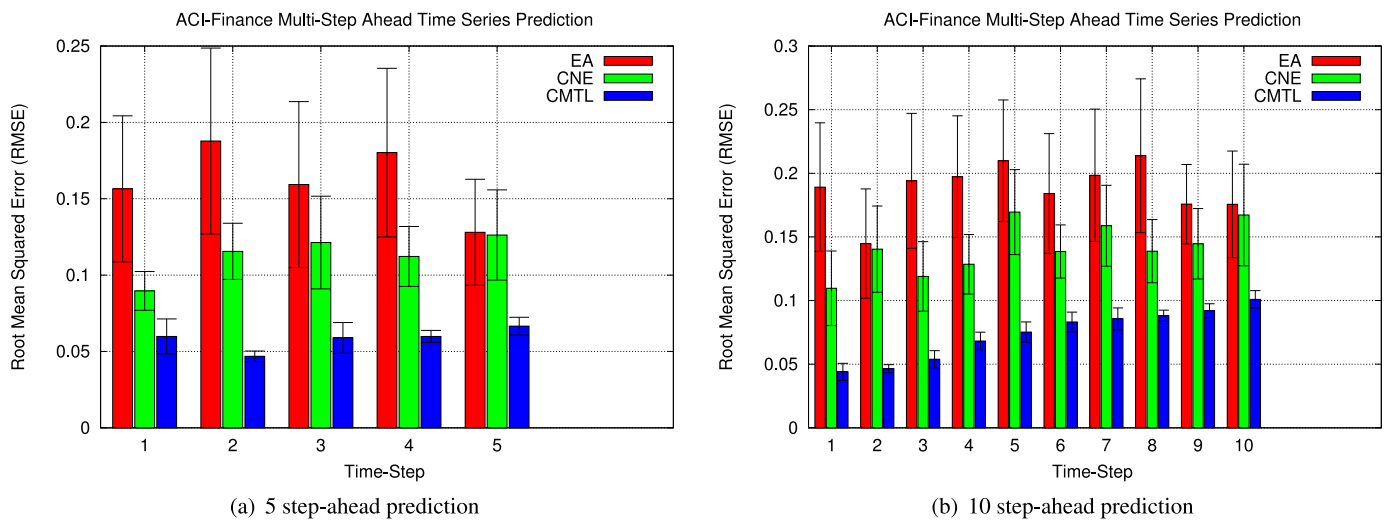 ACI-Finance Multi-Step Ahead Time Series Prediction
0.25
0.2
0.15
0.1
0.05
0
Root Mean Squared Error (RMSE)
EA
CNE
CMTL
1 2 3 4 5
Time-Step
(a) 5 step-ahead prediction
ACI-Finance Multi-Step Ahead Time Series Prediction
0.3
0.25
0.2
0.15
0.1
0.05
0
Root Mean Squared Error (RMSE)
EA
CNE
CMTL
1 2 3 4 5 6 7 8 9 10
Time-Step
(b) 10 step-ahead prediction